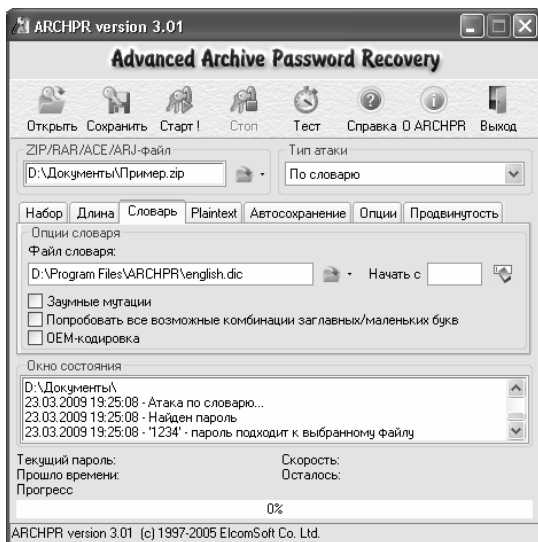 ARCHPR version 3.01
Advanced Archive Password Recovery
Открыть Сохранить Старт! Стоп Тест Справка О ARCHPR Выход
ZIP/RAR/ACE/ARJ-файл Тип атаки
D:\Документы\Пример.zip По словарю
Набор Длина Словарь Plaintext Автосохранение Опции Продвинутость
Опции словаря
Файл словаря:
D:\Program Files\ARCHPR\english.dic Начать с
Заумные мутации
Попробовать все возможные комбинации заглавных/маленьких букв
OEM-кодировка
Окно состояния
D:\Документы\
23.03.2009 19:25:08 - Атака по словарю...
23.03.2009 19:25:08 - Найден пароль
23.03.2009 19:25:08 - '1234' - пароль подходит к выбранному файлу
Текущий пароль: Скорость:
Прошло времени: Осталось:
Прогресс
0%
ARCHPR version 3.01 (c) 1997-2005 ElcomSoft Co. Ltd.